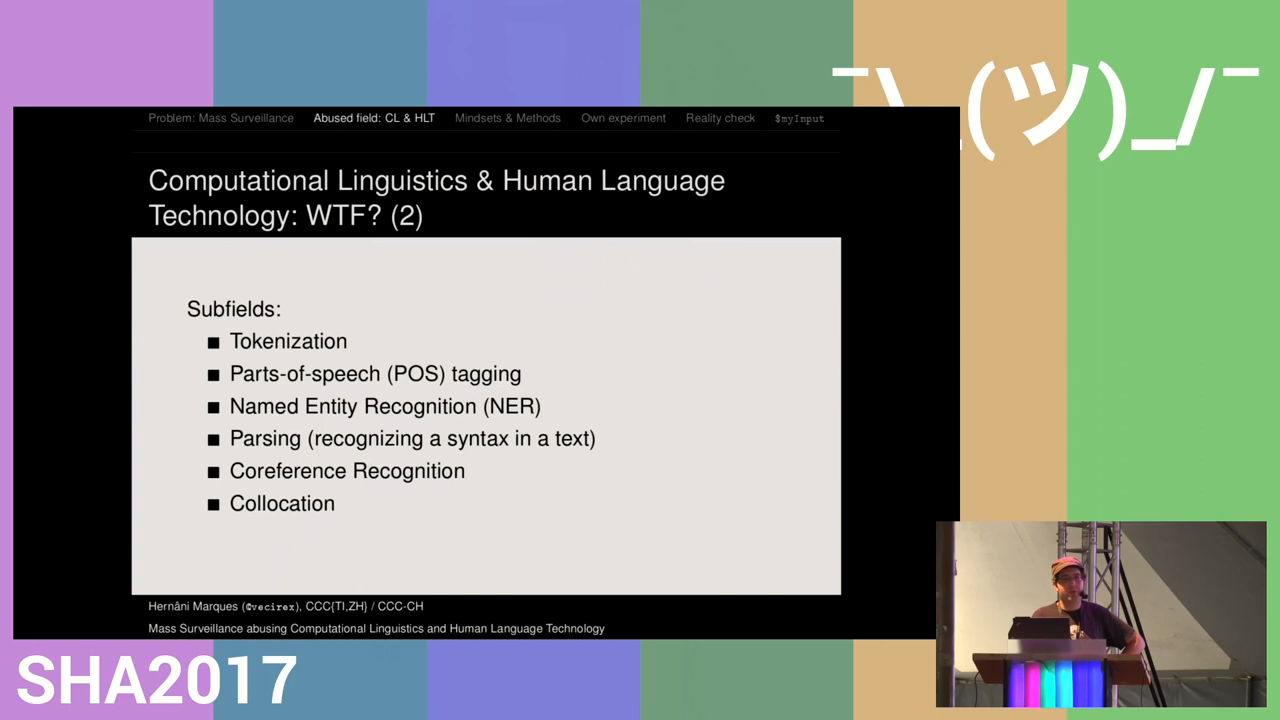 ¯\_(ツ)_/¯
Problem: Mass Surveillance Abused field: CL & HLT Mindsets & Methods Own experiment Reality check $myInput
Computational Linguistics & Human Language
Technology: WTF? (2)
Subfields:
Tokenization
Parts-of-speech (POS) tagging
Named Entity Recognition (NER)
Parsing (recognizing a syntax in a text)
Coreference Recognition
Collocation
Hernâni Marques (@vecirex), CCC{TI,ZH} / CCC-CH
Mass Surveillance abusing Computational Linguistics and Human Language Technology
SHA2017